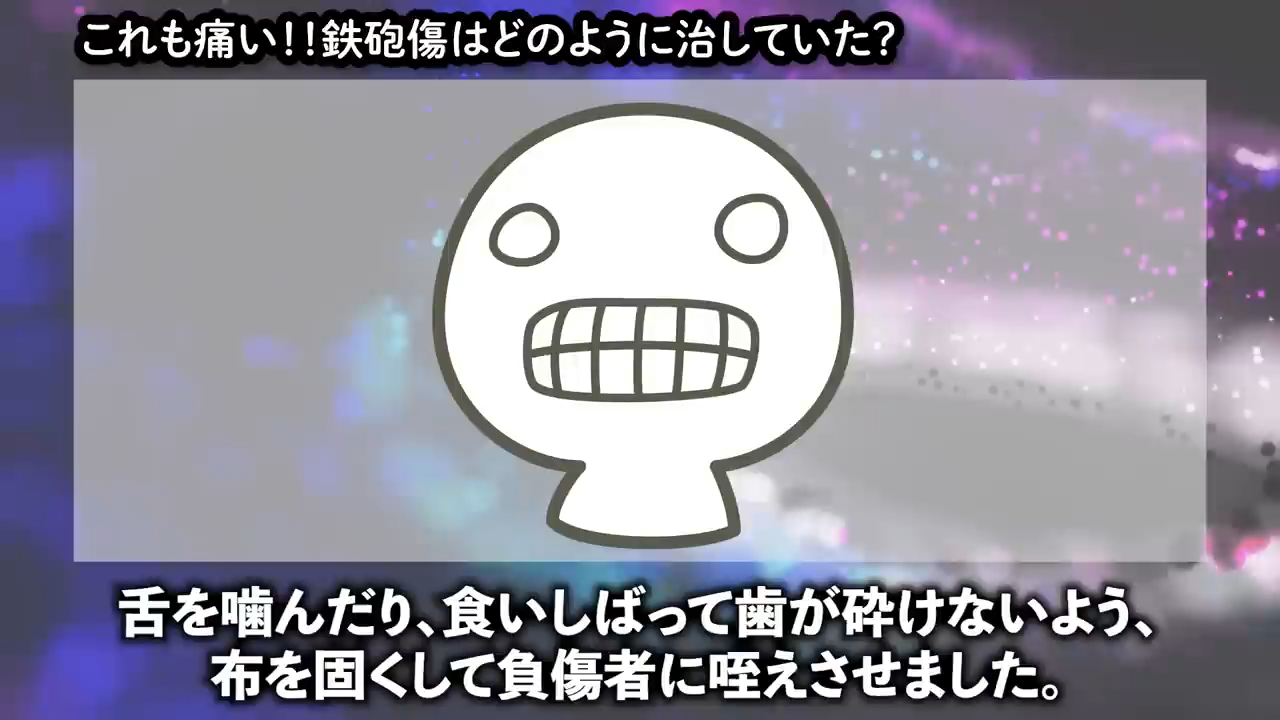 これも痛い!!鉄砲傷はどのように治していた?
舌を噛んだり、食いしばって歯が砕けないよう、
布を固くして負傷者に咥えさせました。